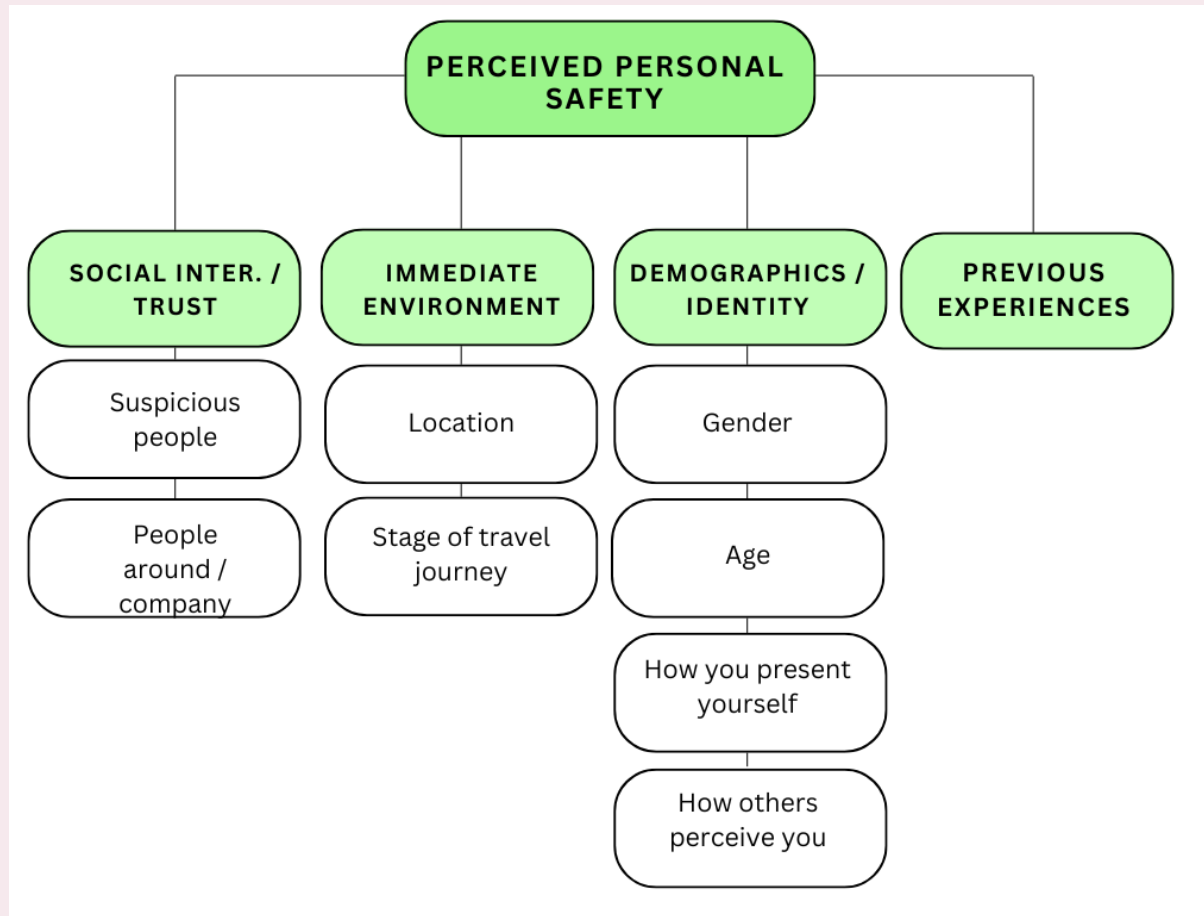 PERCEIVED PERSONAL
SAFETY
SOCIAL INTER. /
TRUST
Suspicious
people
People
around /
company
IMMEDIATE
ENVIRONMENT
Location
Stage of travel
journey
DEMOGRAPHICS /
IDENTITY
Gender
Age
How you present
yourself
How others
perceive you
PREVIOUS
EXPERIENCES